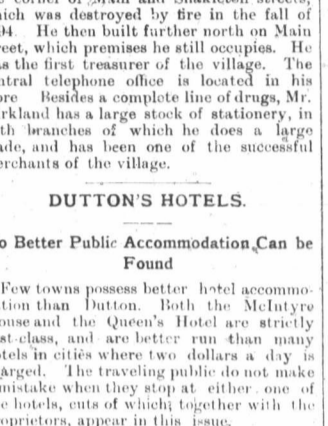 corner of Main and Shakleton streets,
ich was destroyed by fire in the fall of
94. He then built further north on Main
eet, which premises he still occupies. He
s the first treasurer of the village. The
ntral telephone office is located in his
ore Besides a complete line of drugs, Mr.
rkland has a large stock of stationery, in
th branches of which he does a large
ade, and has been one of the successful
erchants of the village.
DUTTON'S HOTELS.
o Better Public Accommodation Can be
Found
Few towns possess better hotel accommo-
tion than Dutton. Both the McIntyre
ouse and the Queen's Hotel are strictly
st-class, and are better run than many
tels in cities where two dollars a day is
arged. The traveling public do not make
mistake when they stop at either one of
e hotels, cuts of which, together with the
oprietors, appear in this issue.